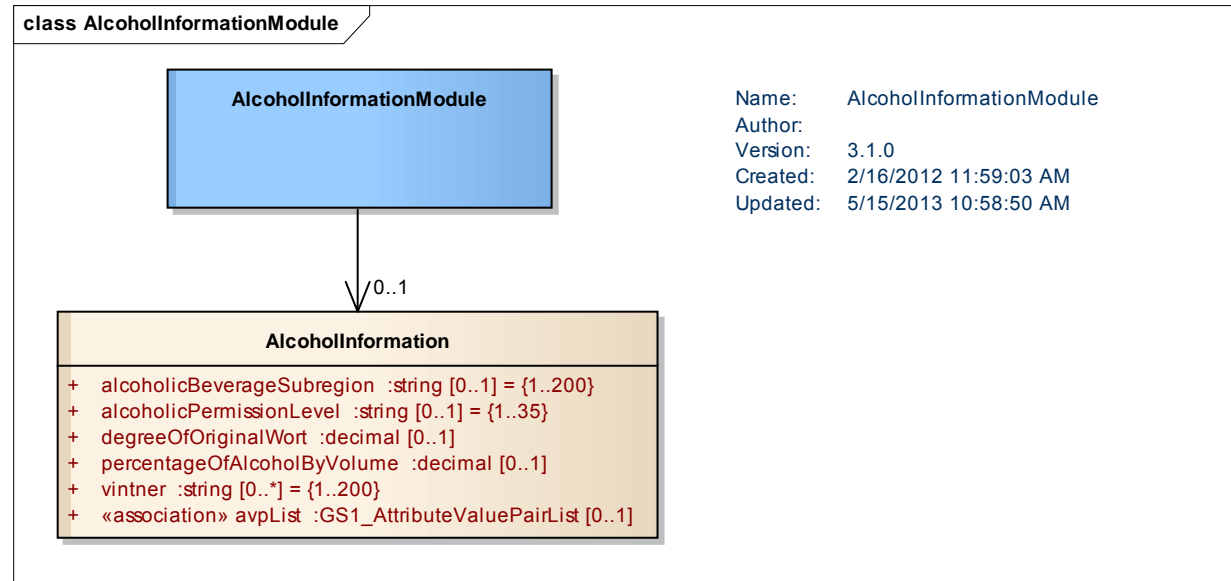 class AlcoholInformationModule
AlcoholInformationModule
Name: AlcoholInformationModule
Author:
Version: 3.1.0
Created: 2/16/2012 11:59:03 AM
Updated: 5/15/2013 10:58:50 AM
0..1
AlcoholInformation
+ alcoholicBeverageSubregion :string [0..1] = {1..200}
+ alcoholicPermissionLevel :string [0..1] = {1..35}
+ degreeOfOriginalWort :decimal [0..1]
+ percentageOfAlcoholByVolume :decimal [0..1]
+ vintner :string [0..*] = {1..200}
+ «association» avpList :GS1_AttributeValuePairList [0..1]